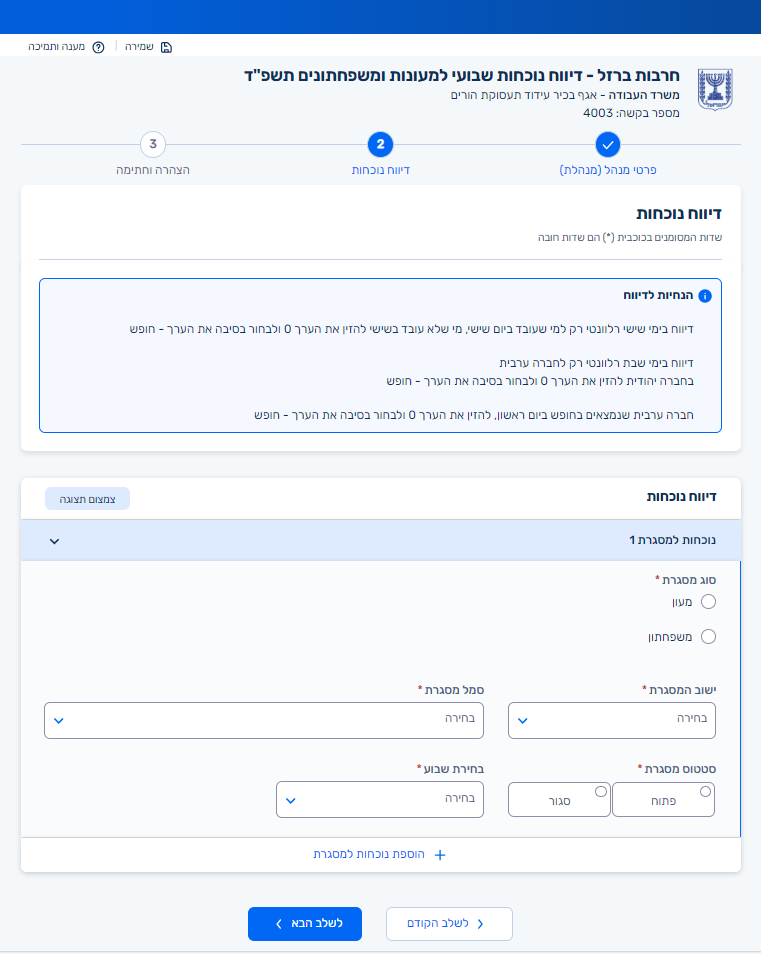 שמירה
מענה ותמיכה
חרבות ברזל - דיווח נוכחות שבועי למעונות ומשפחתונים תשפ"ד
משרד העבודה - אגף בכיר עידוד תעסוקת הורים
מספר בקשה: 4003
פרטי מנהל (מנהלת)
2
דיווח נוכחות
3
הצהרה וחתימה
דיווח נוכחות
שדות המסומנים בכוכבית (*) הם שדות חובה
הנחיות לדיווח
דיווח בימי שישי רלוונטי רק למי שעובד ביום שישי, מי שלא עובד בשישי להזין את הערך 0 ולבחור בסיבה את הערך - חופש
דיווח בימי שבת רלוונטי רק לחברה ערבית
בחברה יהודית להזין את הערך 0 ולבחור בסיבה את הערך - חופש
חברה ערבית שנמצאים בחופש ביום ראשון, להזין את הערך 0 ולבחור בסיבה את הערך - חופש
דיווח נוכחות
צמצום תצוגה
נוכחות למסגרת 1
סוג מסגרת *
מעון
משפחתון
ישוב המסגרת *
סמל מסגרת *
בחירה
בחירה
סטטוס מסגרת *
בחירת שבוע *
פתוח
סגור
בחירה
הוספת נוכחות למסגרת
לשלב הקודם
לשלב הבא